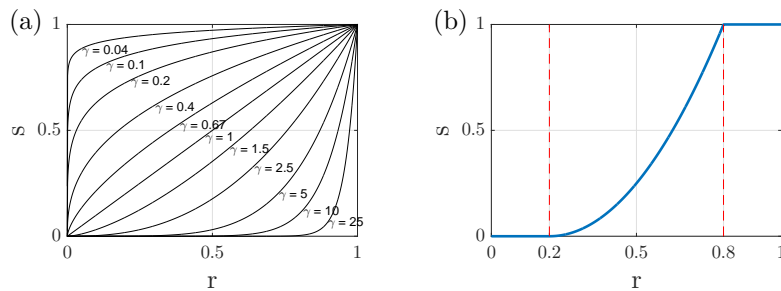 (a)
1
0.5
0
s
γ = 0.04
γ = 0.1
γ = 0.2
γ = 0.4
γ = 0.67
γ = 1
γ = 1.5
γ = 2.5
γ = 5
γ = 10
γ = 25
0 0.5 1
r
(b)
1
0.5
0
s
0 0.2 0.5 0.8 1
r